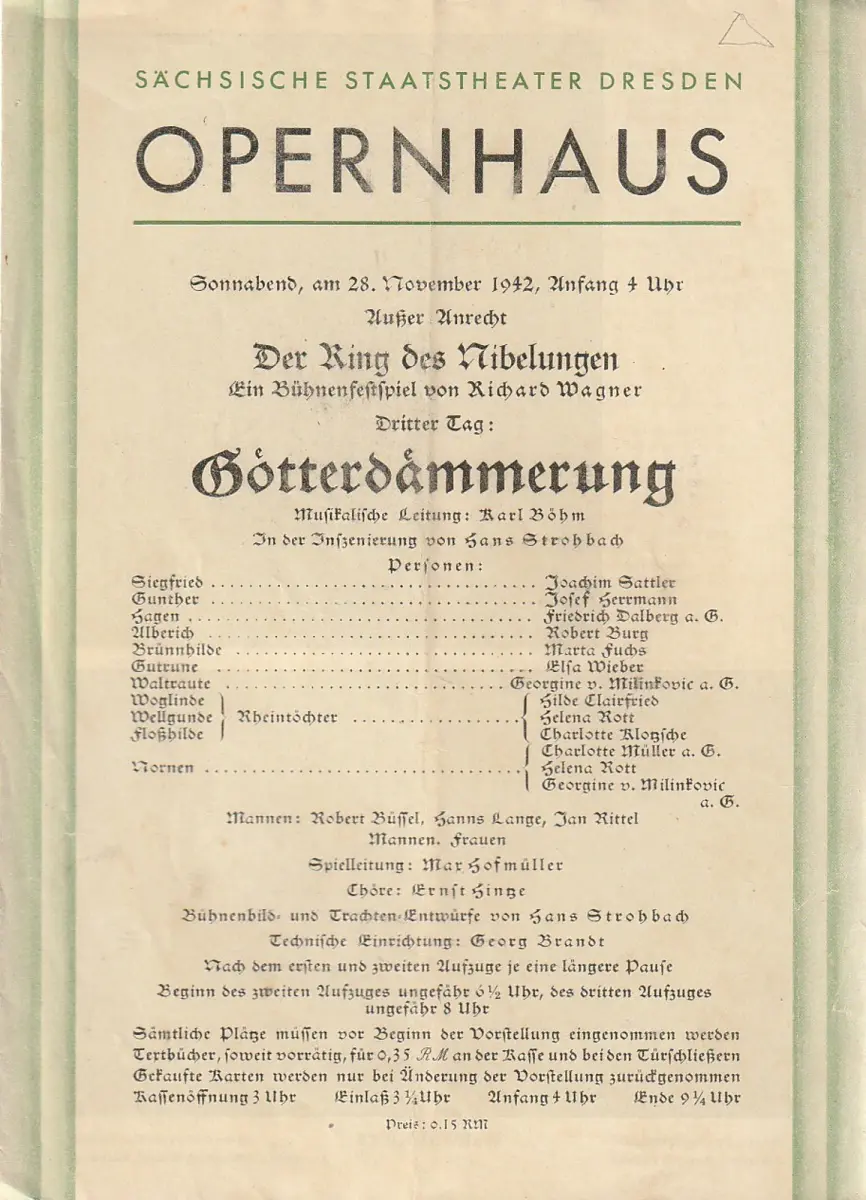 SÄCHSISCHE STAATSTHEATER DRESDEN
OPERNHAUS
Sonnabend, am 28. November 1942, Anfang 4 Uhr
Außer Anrecht
Der Ring des Nibelungen
Ein Bühnenfestspiel von Richard Wagner
Dritter Tag:
Götterdämmerung
Musikalische Leitung: Karl Böhm
In der Inszenierung von Hans Strohbach
Personen:
Siegfried .................................. Joachim Sattler
Gunther .................................. Josef Herrmann
Hagen .................................. Friedrich Dalberg a. G.
Alberich .................................. Robert Burg
Brünnhilde .................................. Marta Fuchs
Gutrune .................................. Elsa Wieber
Waltraute .............................. Georgine v. Milinkovic a. G.
Woglinde Hilde Clairfried
Wellgunde } Rheintöchter .................. { Helena Rott
Floßhilde Charlotte Klotzsche
Charlotte Müller a. G.
Nornen .................................. { Helena Rott
Georgine v. Milinkovic
a. G.
Mannen: Robert Büssel, Hanns Lange, Jan Rittel
Mannen. Frauen
Spielleitung: Max Hofmüller
Chöre: Ernst Hintze
Bühnenbild- und Trachten-Entwürfe von Hans Strohbach
Technische Einrichtung: Georg Brandt
Nach dem ersten und zweiten Aufzuge je eine längere Pause
Beginn des zweiten Aufzuges ungefähr 6½ Uhr, des dritten Aufzuges
ungefähr 8 Uhr
Sämtliche Plätze müssen vor Beginn der Vorstellung eingenommen werden
Textbücher, soweit vorrätig, für 0,35 RM an der Kasse und bei den Türschließern
Gekaufte Karten werden nur bei Änderung der Vorstellung zurückgenommen
Kassenöffnung 3 Uhr Einlaß 3¼ Uhr Anfang 4 Uhr Ende 9¼ Uhr
Preis: 0.15 RM